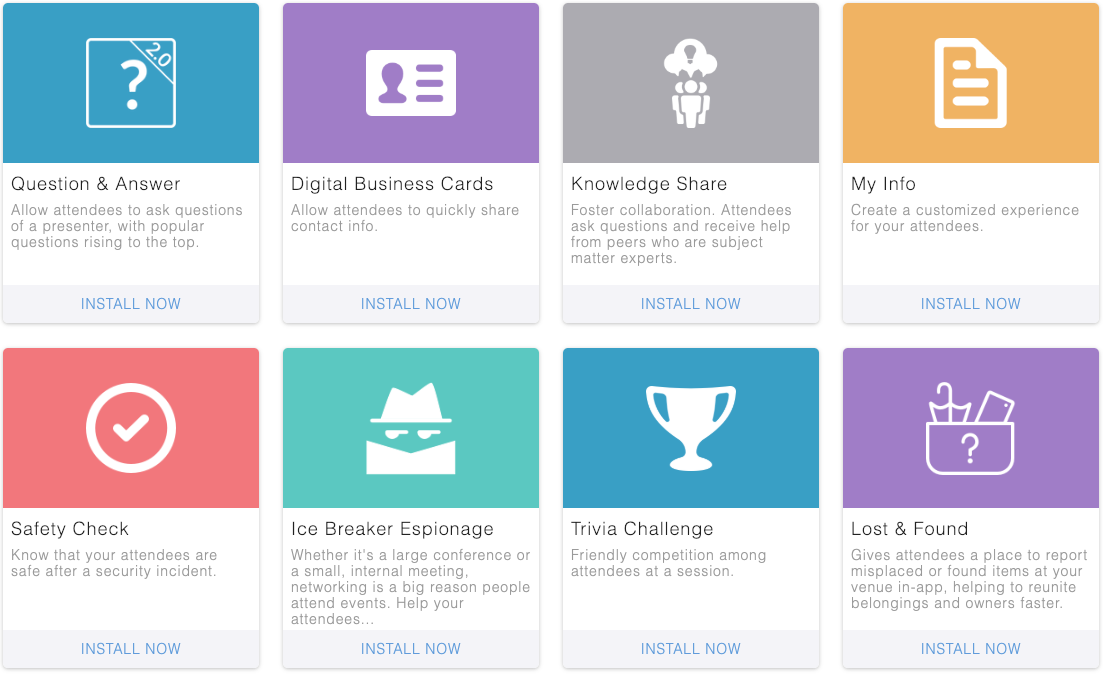 2.0
?
Question & Answer
Allow attendees to ask questions
of a presenter, with popular
questions rising to the top.
INSTALL NOW
Digital Business Cards
Allow attendees to quickly share
contact info.
INSTALL NOW
Knowledge Share
Foster collaboration. Attendees
ask questions and receive help
from peers who are subject
matter experts.
INSTALL NOW
My Info
Create a customized experience
for your attendees.
INSTALL NOW
Safety Check
Know that your attendees are
safe after a security incident.
INSTALL NOW
Ice Breaker Espionage
Whether it's a large conference or
a small, internal meeting,
networking is a big reason people
attend events. Help your
attendees...
INSTALL NOW
Trivia Challenge
Friendly competition among
attendees at a session.
INSTALL NOW
?
Lost & Found
Gives attendees a place to report
misplaced or found items at your
venue in-app, helping to reunite
belongings and owners faster.
INSTALL NOW